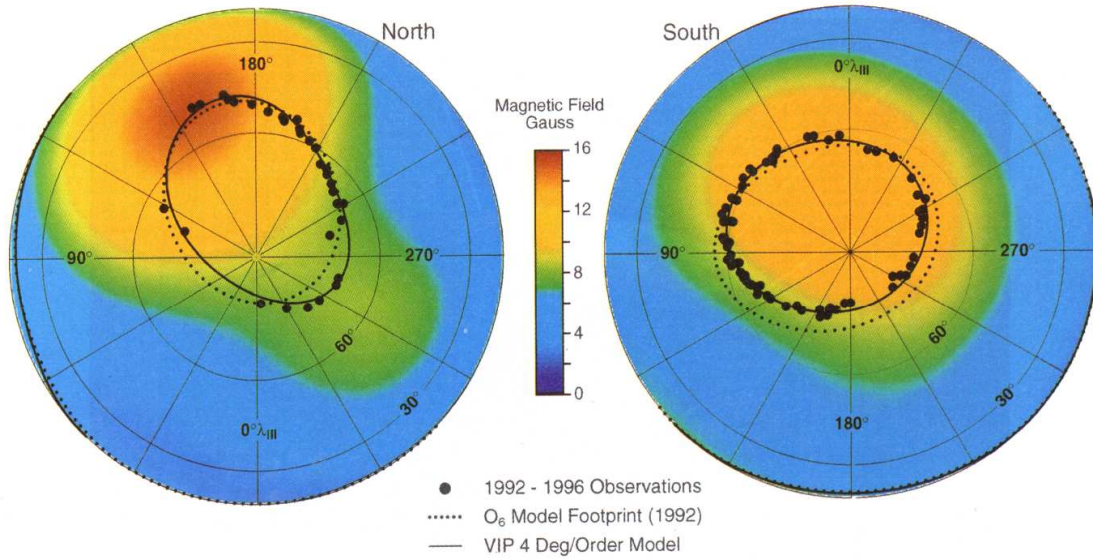 North
South
180°
90°
270°
60°
30°
0°λIII
Magnetic Field
Gauss
16
12
8
4
0
0°λIII
90°
270°
60°
30°
180°
1992 - 1996 Observations
O6 Model Footprint (1992)
VIP 4 Deg/Order Model